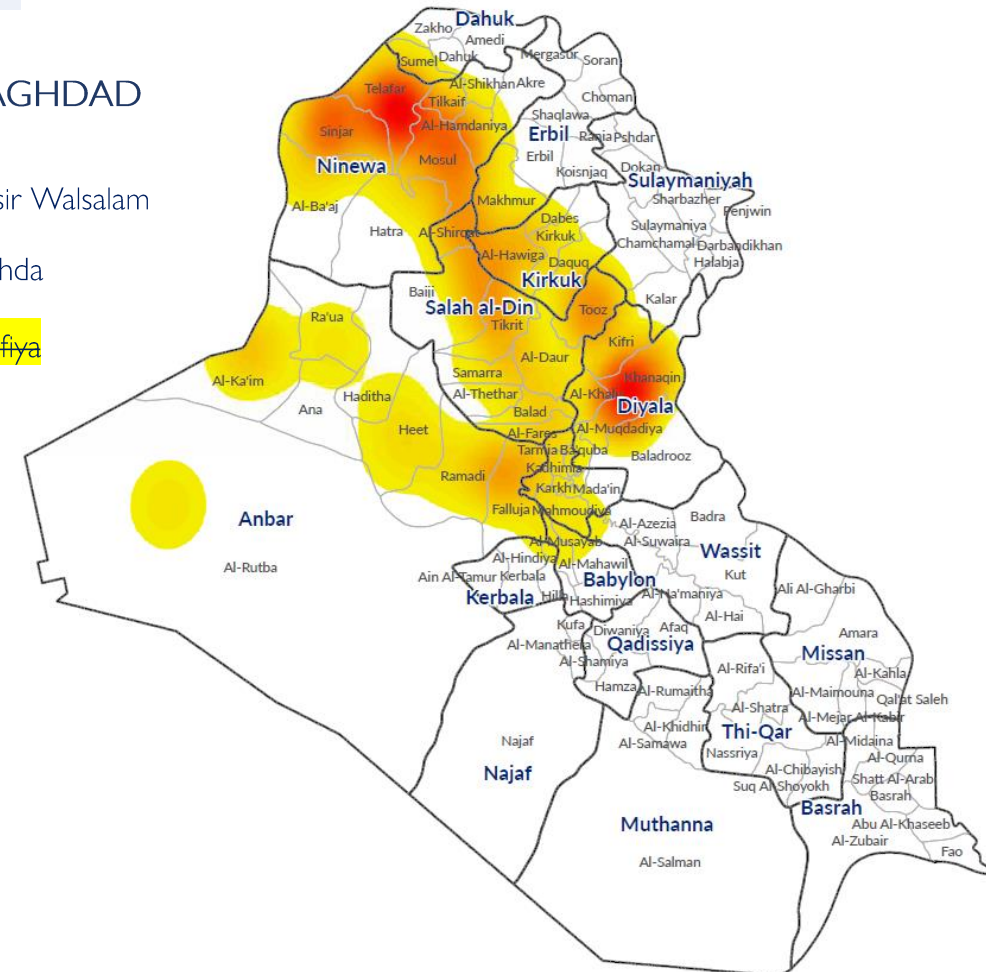 Dahuk
Zakho
Amedi
Sumel
Dahuk
Mergasur
Soran
AGHDAD
Telafar
Al-Shikhan
Akre
Tilkaif
Choman
Shaqlawa
Sinjar
Al-Hamdaniya
Erbil
Rania
Pshdar
Mosul
Erbil
Ninewa
Koisnjaq
Dokan
Sulaymaniyah
sir Walsalam
Sharbazher
Penjwin
Al-Ba'aj
Makhmur
Dabes
Sulaymaniya
Hatra
Al-Shirqat
Kirkuk
Chamchamal
Darbandikhan
Al-Hawiga
Daquq
Halabja
hda
Kirkuk
Baiji
Kalar
Salah al-Din
Tooz
Ra'ua
Tikrit
fiya
Kifri
Al-Daur
Samarra
Khanaqin
Al-Ka'im
Haditha
Al-Thethar
Diyala
Ana
Balad
Heet
Al-Fares
Al-Muqdadiya
Tarmia
Ba'quba
Baladrooz
Kadhimia
Ramadi
Karkh
Mada'in
Falluja
Mahmoudiya
Anbar
Al-Azezia
Badra
Al-Musayab
Al-Suwaira
Wassit
Al-Hindiya
Al-Mahawil
Al-Rutba
Ain Al-Tamur
Kerbala
Babylon
Kut
Kerbala
Hilla
Hashimiya
Al-Na'maniya
Ali Al-Gharbi
Al-Hai
Kufa
Diwaniya
Afaq
Amara
Al-Manathera
Qadissiya
Missan
Al-Shamiya
Al-Rifa'i
Al-Kahla
Hamza
Al-Rumaitha
Al-Maimouna
Qal'at Saleh
Al-Shatra
Al-Mejar Al-Kabir
Al-Khidhir
Thi-Qar
Najaf
Al-Samawa
Nassriya
Al-Midaina
Al-Qurna
Najaf
Al-Chibayish
Shatt Al-Arab
Suq Al-Shoyokh
Basrah
Basrah
Muthanna
Abu Al-Khaseeb
Al-Zubair
Fao
Al-Salman